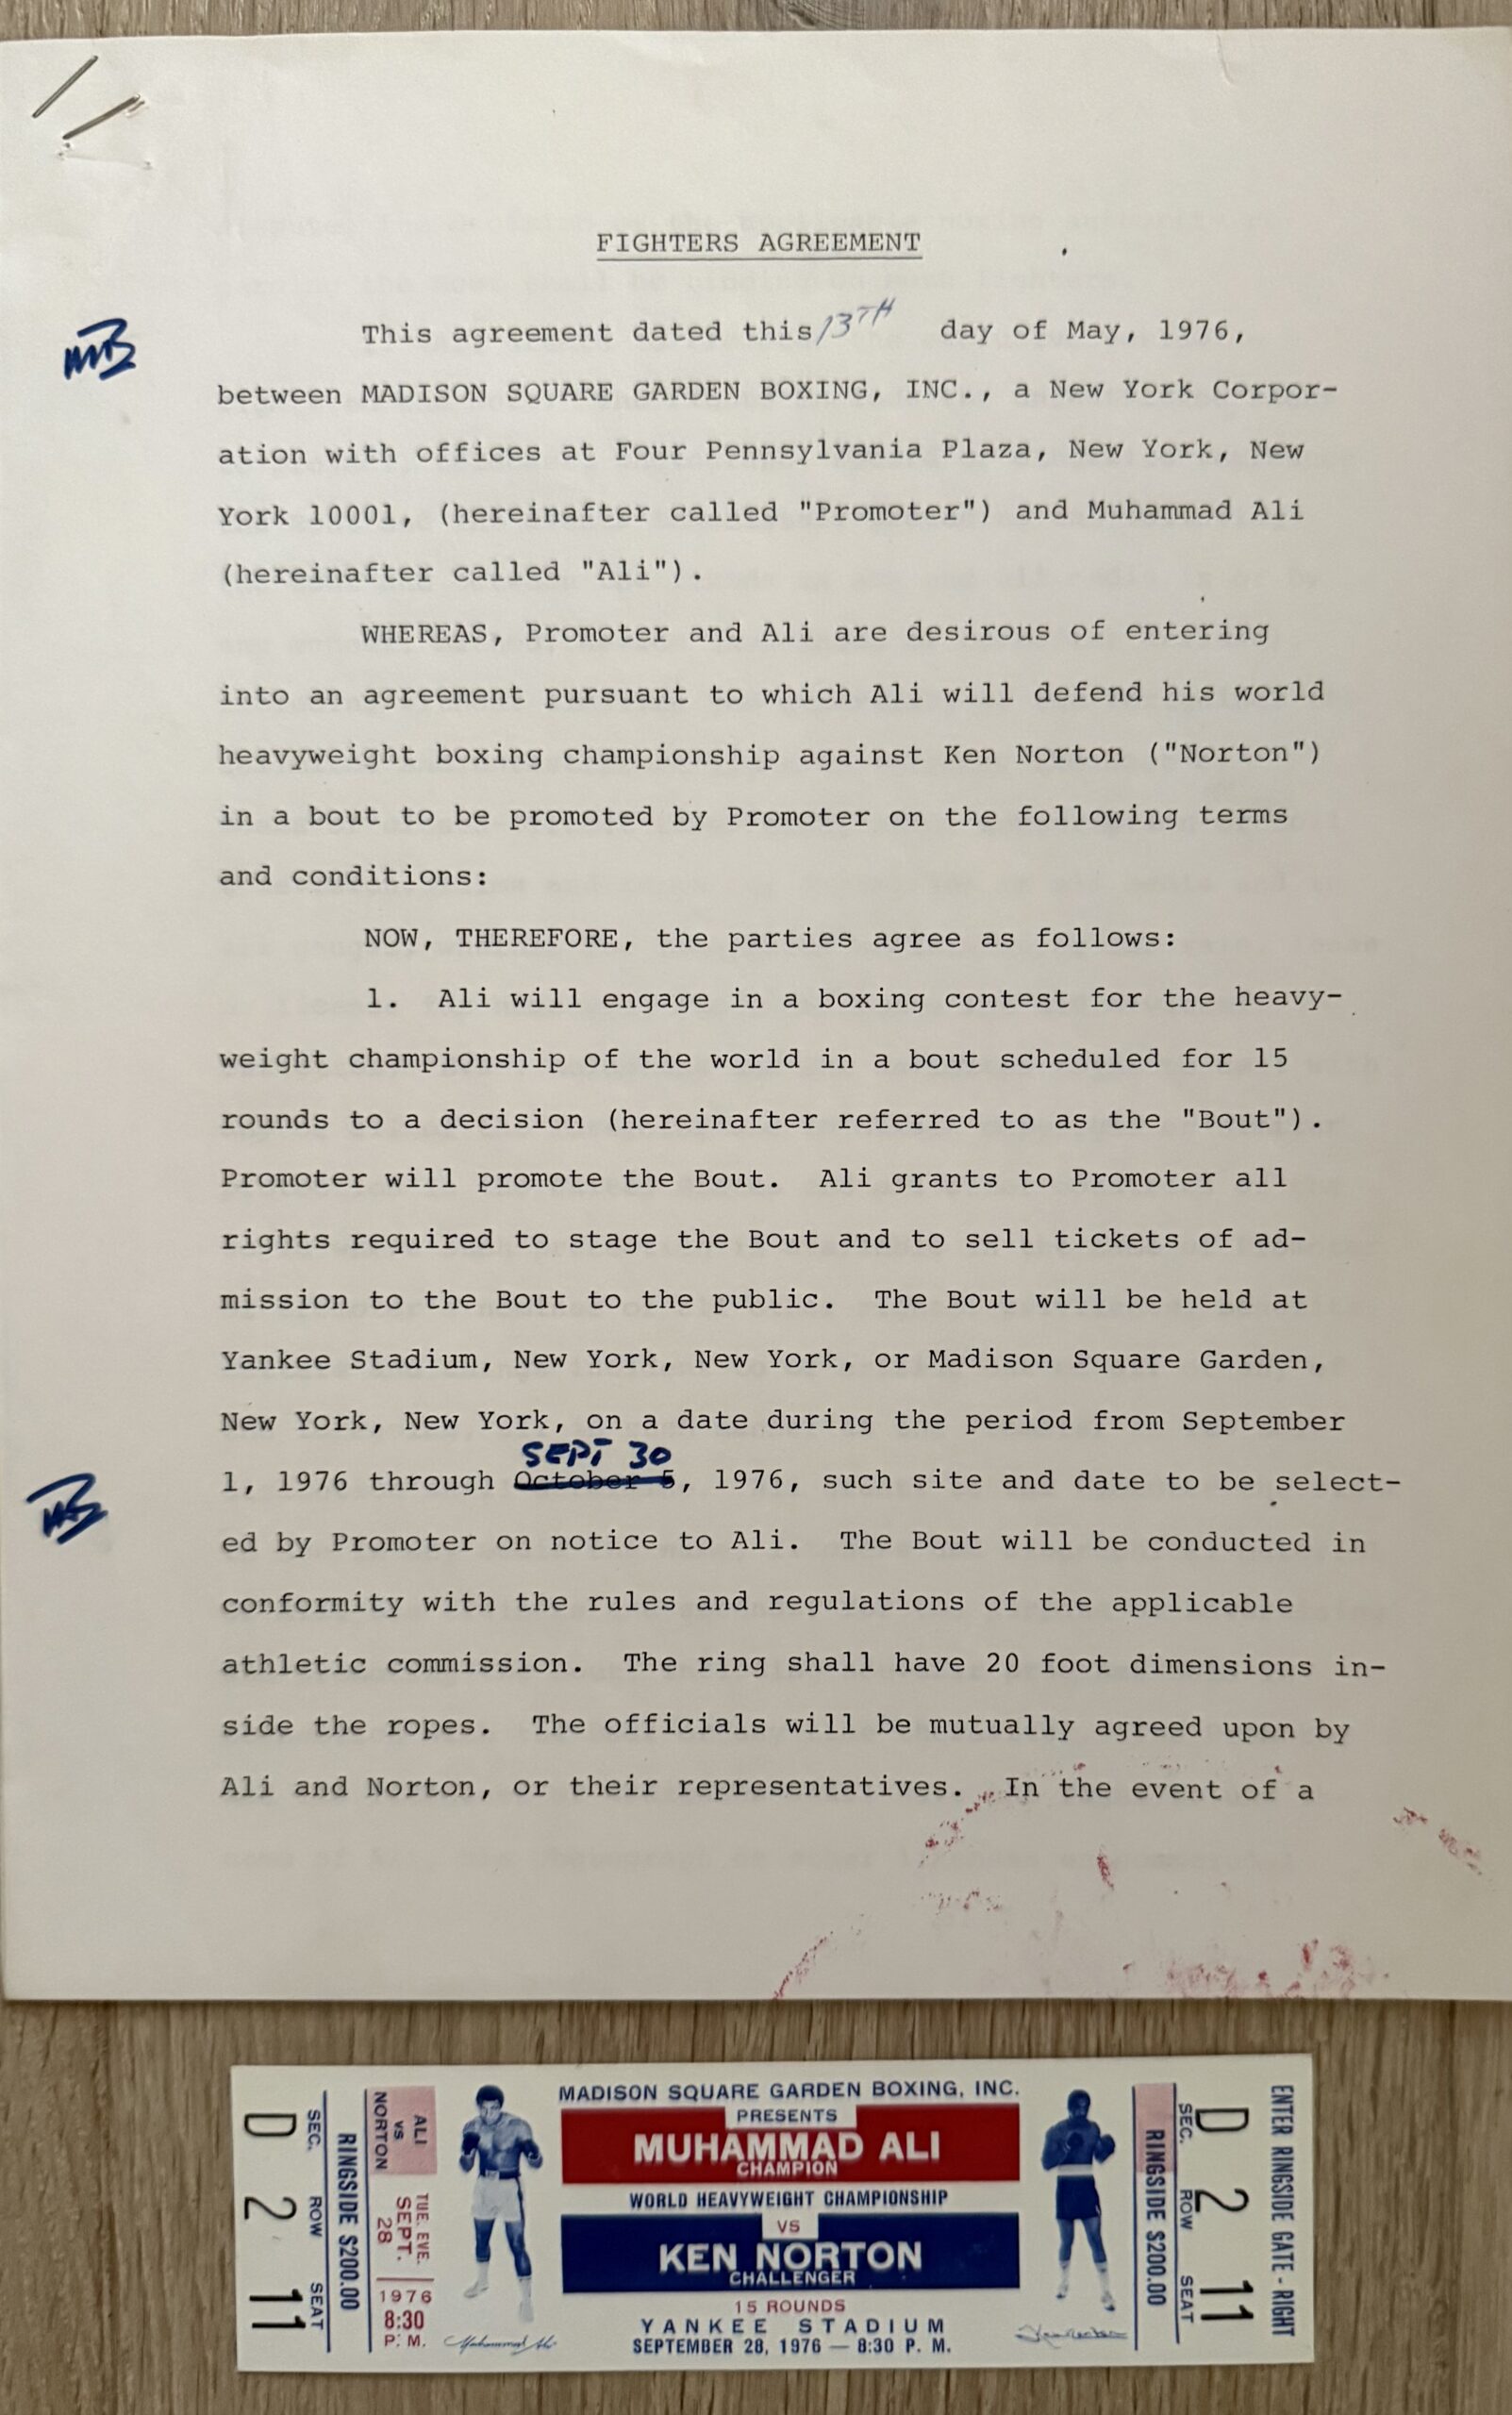 FIGHTERS AGREEMENT
This agreement dated this 13TH day of May, 1976,
between MADISON SQUARE GARDEN BOXING, INC., a New York Corpor-
ation with offices at Four Pennsylvania Plaza, New York, New
York 10001, (hereinafter called "Promoter") and Muhammad Ali
(hereinafter called "Ali").
WHEREAS, Promoter and Ali are desirous of entering
into an agreement pursuant to which Ali will defend his world
heavyweight boxing championship against Ken Norton ("Norton")
in a bout to be promoted by Promoter on the following terms
and conditions:
NOW, THEREFORE, the parties agree as follows:
1. Ali will engage in a boxing contest for the heavy-
weight championship of the world in a bout scheduled for 15
rounds to a decision (hereinafter referred to as the "Bout").
Promoter will promote the Bout. Ali grants to Promoter all
rights required to stage the Bout and to sell tickets of ad-
mission to the Bout to the public. The Bout will be held at
Yankee Stadium, New York, New York, or Madison Square Garden,
New York, New York, on a date during the period from September
SEPT 30
1, 1976 through October 5, 1976, such site and date to be select-
ed by Promoter on notice to Ali. The Bout will be conducted in
conformity with the rules and regulations of the applicable
athletic commission. The ring shall have 20 foot dimensions in-
side the ropes. The officials will be mutually agreed upon by
Ali and Norton, or their representatives. In the event of a
SEC. ROW SEAT
D 2 11
RINGSIDE $200.00
ALI
vs
NORTON
TUE. EVE.
SEPT.
28
1976
8:30
P. M.
MADISON SQUARE GARDEN BOXING, INC.
PRESENTS
MUHAMMAD ALI
CHAMPION
WORLD HEAVYWEIGHT CHAMPIONSHIP
VS
KEN NORTON
CHALLENGER
15 ROUNDS
YANKEE STADIUM
SEPTEMBER 28, 1976 — 8:30 P. M.
Muhammad Ali
Ken Norton
ENTER RINGSIDE GATE - RIGHT
D 2 11
SEC. ROW SEAT
RINGSIDE $200.00